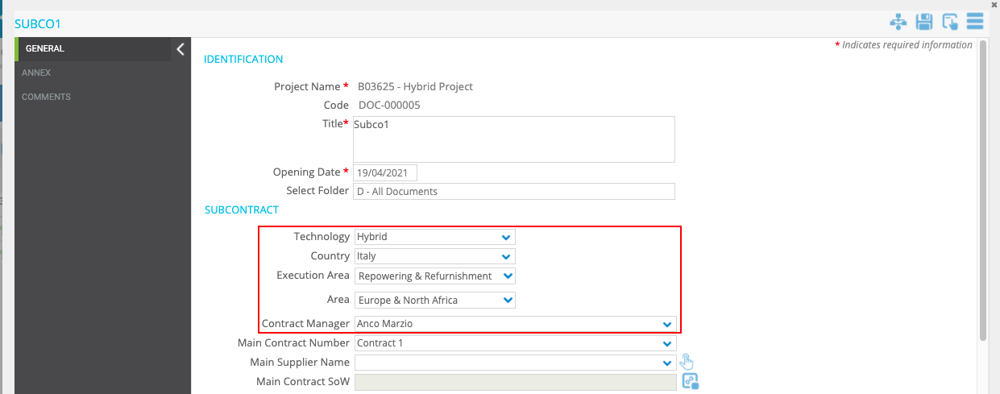 SUBCO1
GENERAL
ANNEX
COMMENTS
* Indicates required information
IDENTIFICATION
Project Name * B03625 - Hybrid Project
Code DOC-000005
Title* Subco1
Opening Date * 19/04/2021
Select Folder D - All Documents
SUBCONTRACT
Technology Hybrid
Country Italy
Execution Area Repowering & Refurnishment
Area Europe & North Africa
Contract Manager Anco Marzio
Main Contract Number Contract 1
Main Supplier Name
Main Contract SoW